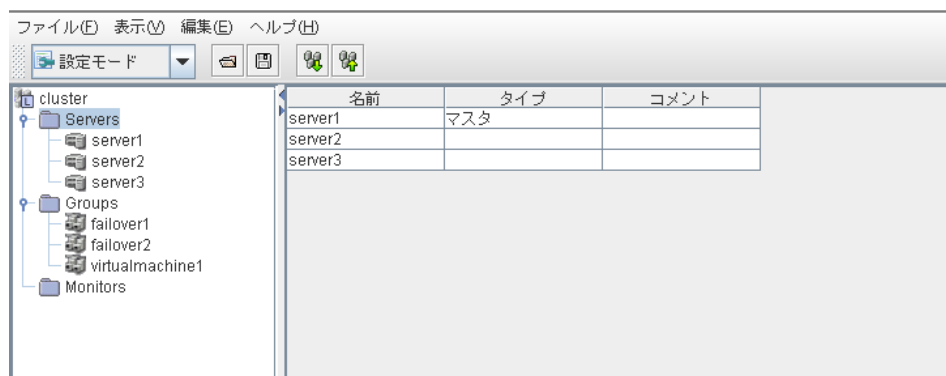 ファイル(F) 表示(V) 編集(E) ヘルプ(H)
設定モード
cluster
Servers
server1
server2
server3
Groups
failover1
failover2
virtualmachine1
Monitors
名前 タイプ コメント
server1 マスタ
server2
server3